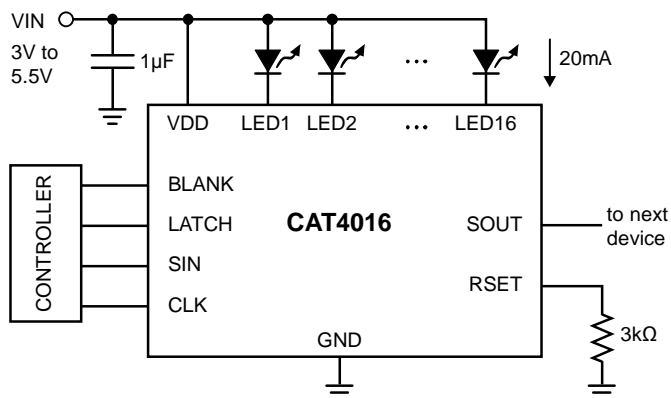 VIN
3V to
5.5V
1µF
...
20mA
VDD
LED1
LED2
...
LED16
CONTROLLER
BLANK
LATCH
SIN
CLK
CAT4016
SOUT
RSET
GND
to next
device
3kΩ